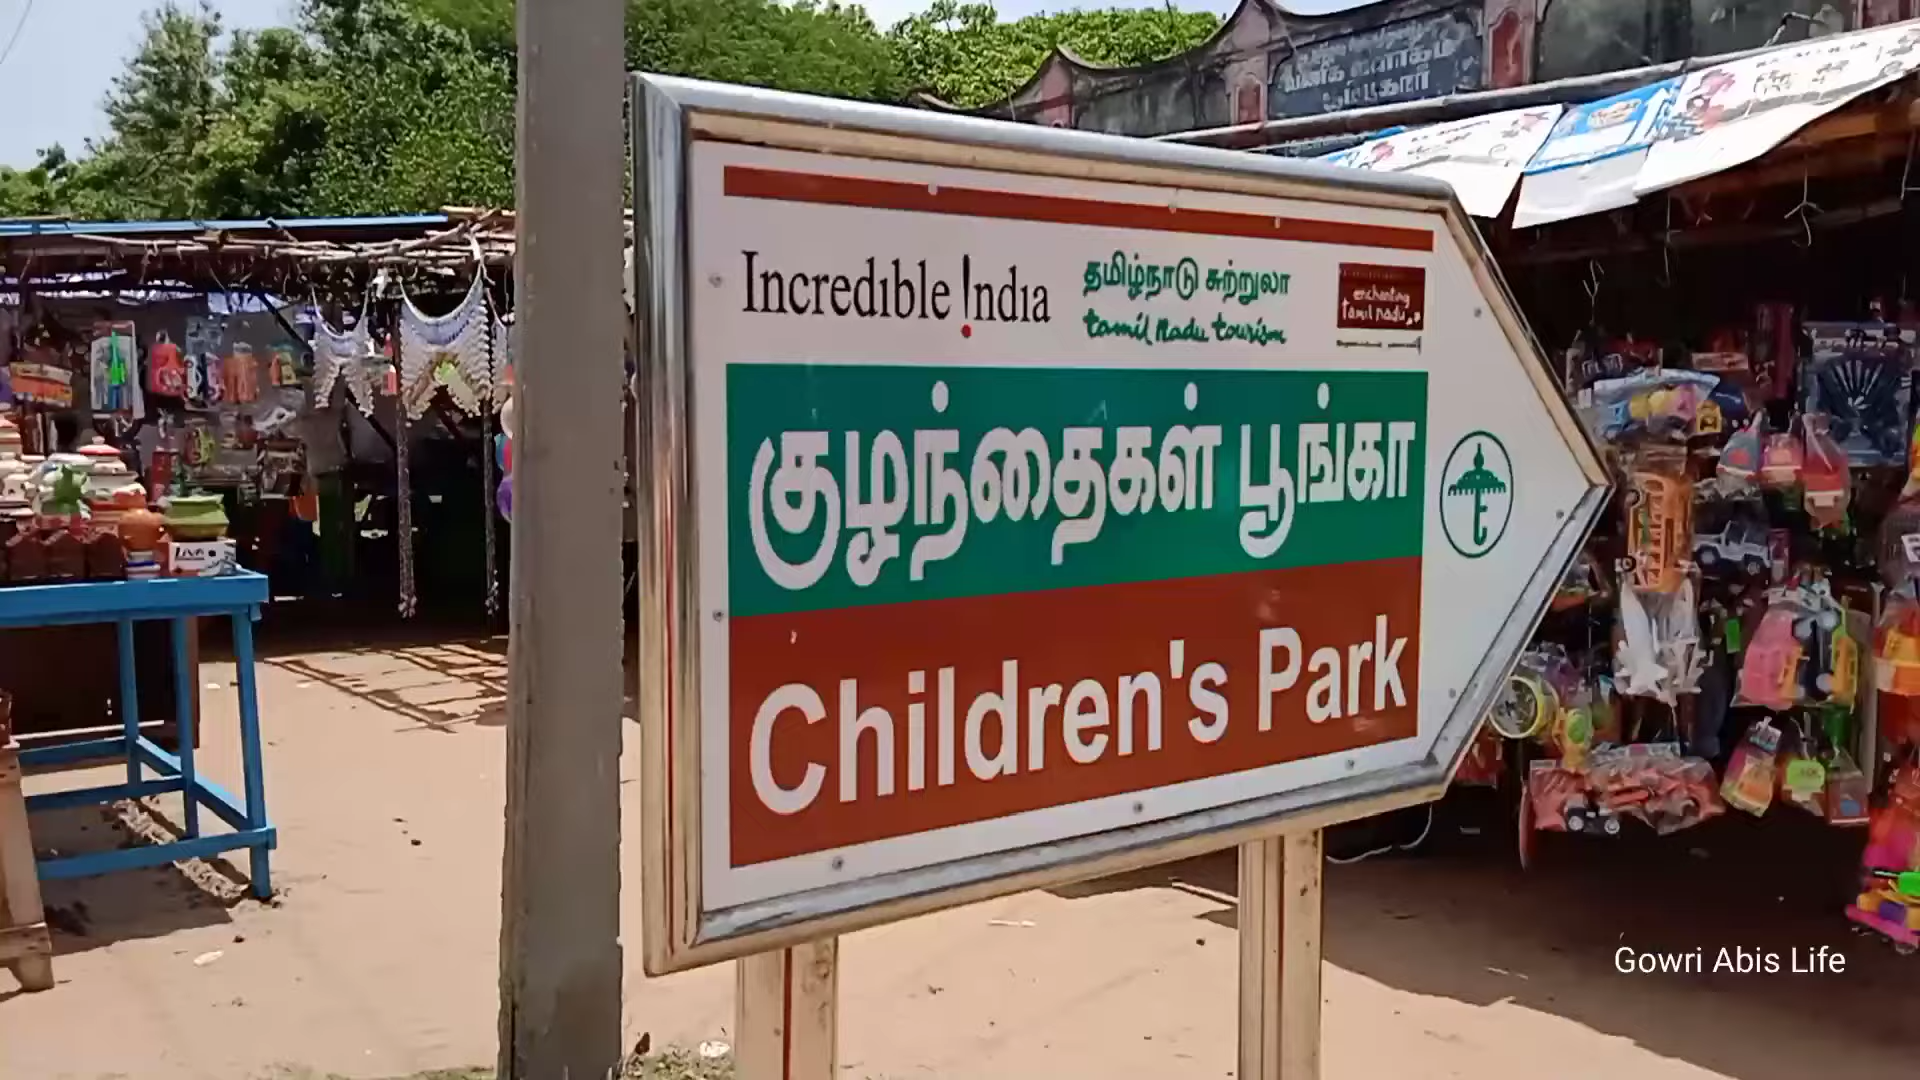 Incredible !ndia
தமிழ்நாடு சுற்றுலா
tamil nadu tourism
enchanting
tamil nadu
குழந்தைகள் பூங்கா
Children's Park
Gowri Abis Life